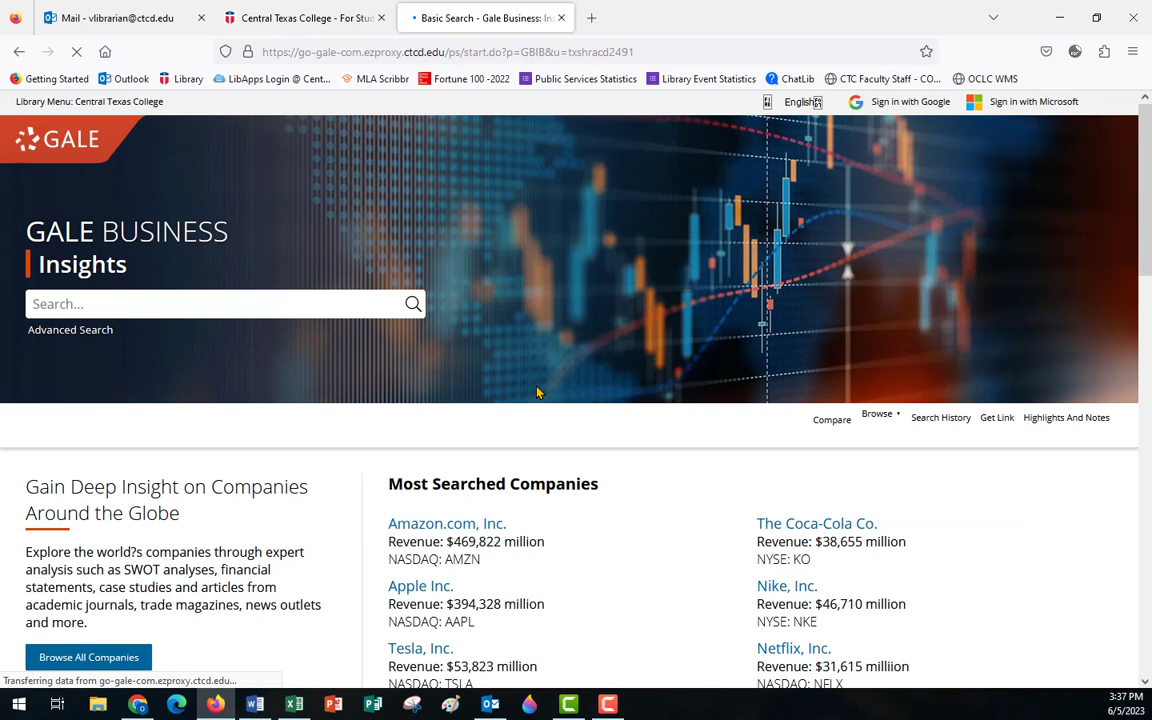 Mail - vlibrarian@ctcd.edu
Central Texas College - For Stud
Basic Search - Gale Business: In
https://go-gale-com.ezproxy.ctcd.edu/ps/start.do?p=GBIB&u=txshracd2491
Getting Started
Outlook
Library
LibApps Login @ Cent...
MLA Scribbr
Fortune 100 -2022
Public Services Statistics
Library Event Statistics
ChatLib
CTC Faculty Staff - CO...
OCLC WMS
Library Menu: Central Texas College
English
Sign in with Google
Sign in with Microsoft
GALE
GALE BUSINESS
Insights
Search...
Advanced Search
Compare
Browse
Search History
Get Link
Highlights And Notes
Gain Deep Insight on Companies
Around the Globe
Explore the world?s companies through expert
analysis such as SWOT analyses, financial
statements, case studies and articles from
academic journals, trade magazines, news outlets
and more.
Browse All Companies
Most Searched Companies
Amazon.com, Inc.
Revenue: $469,822 million
NASDAQ: AMZN
Apple Inc.
Revenue: $394,328 million
NASDAQ: AAPL
Tesla, Inc.
Revenue: $53,823 million
NASDAQ: TSLA
The Coca-Cola Co.
Revenue: $38,655 million
NYSE: KO
Nike, Inc.
Revenue: $46,710 million
NYSE: NKE
Netflix, Inc.
Revenue: $31,615 million
NASDAQ: NFLX
Transferring data from go-gale-com.ezproxy.ctcd.edu...
3:37 PM
6/5/2023